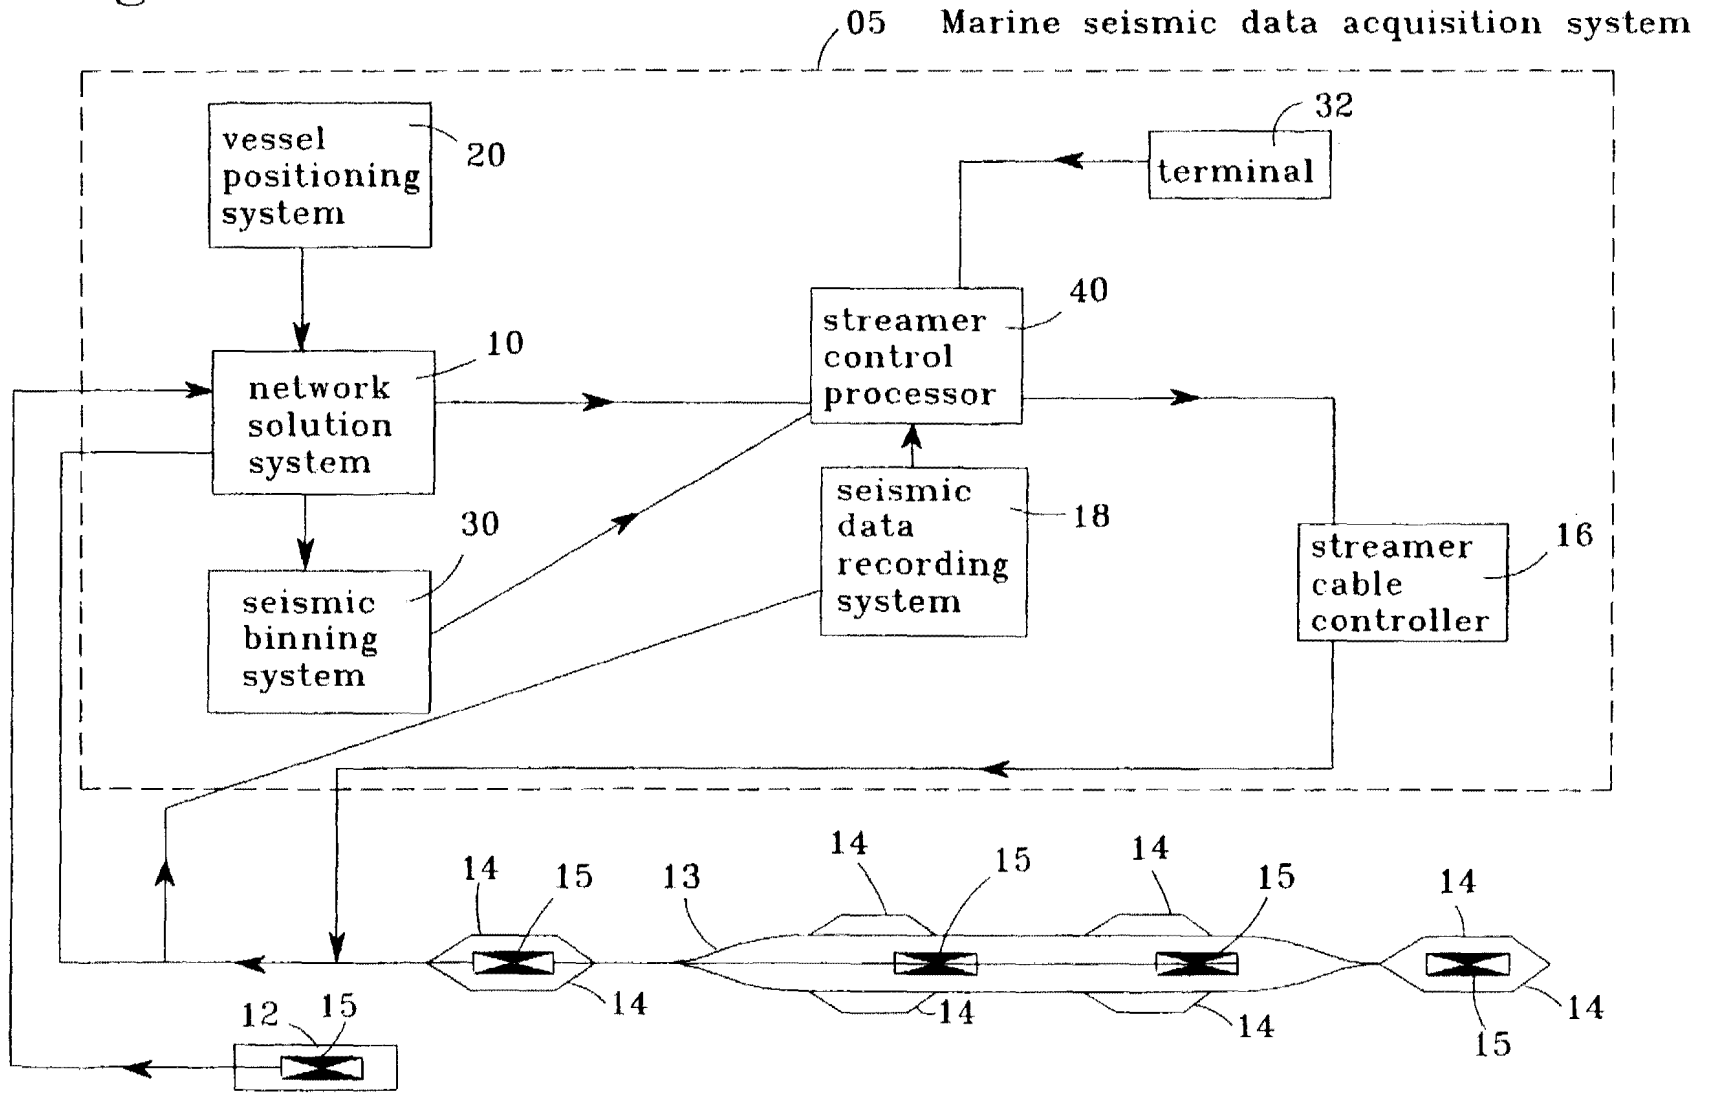 05 Marine seismic data acquisition system
32
vessel
positioning
system
20
terminal
40
streamer
control
processor
10
network
solution
system
seismic
data
recording
system
18
30
16
streamer
cable
controller
seismic
binning
system
14
15
13
14
15
14
15
14
14
14
14
14
15
12
15